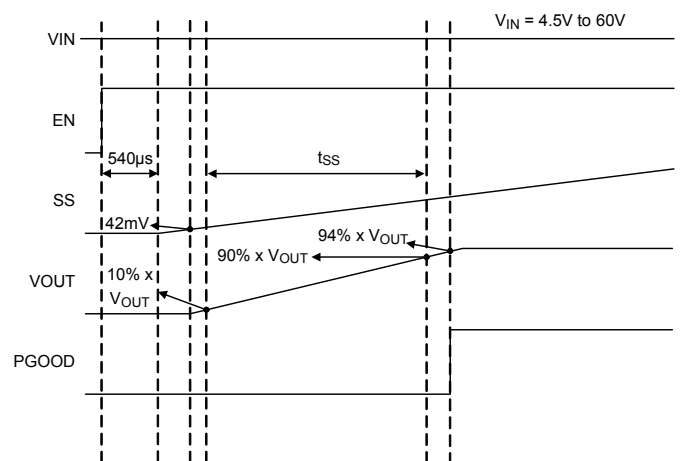 V_IN = 4.5V to 60V
VIN
EN
540µs
t_SS
SS
42mV
94% x V_OUT
90% x V_OUT
10% x
V_OUT
VOUT
PGOOD